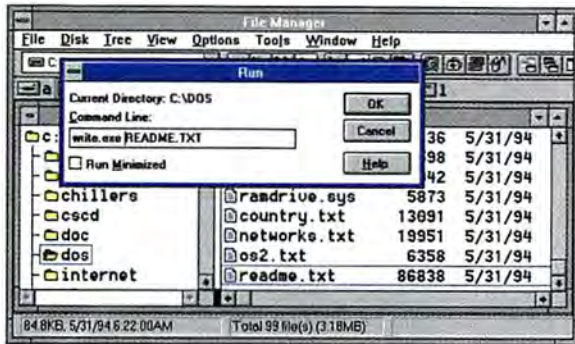 File Manager
File Disk Tree View Options Tools Window Help
Run
Current Directory: C:\DOS
Command Line:
write.exe README.TXT
Run Minimized
OK
Cancel
Help
36 5/31/94
98 5/31/94
42 5/31/94
chillers
ramdrive.sys 5873 5/31/94
cscd
country.txt 13091 5/31/94
doc
networks.txt 19951 5/31/94
dos
os2.txt 6358 5/31/94
internet
readme.txt 86838 5/31/94
84.8KB, 5/31/94 6:22:00AM
Total 99 file(s) (3.18MB)